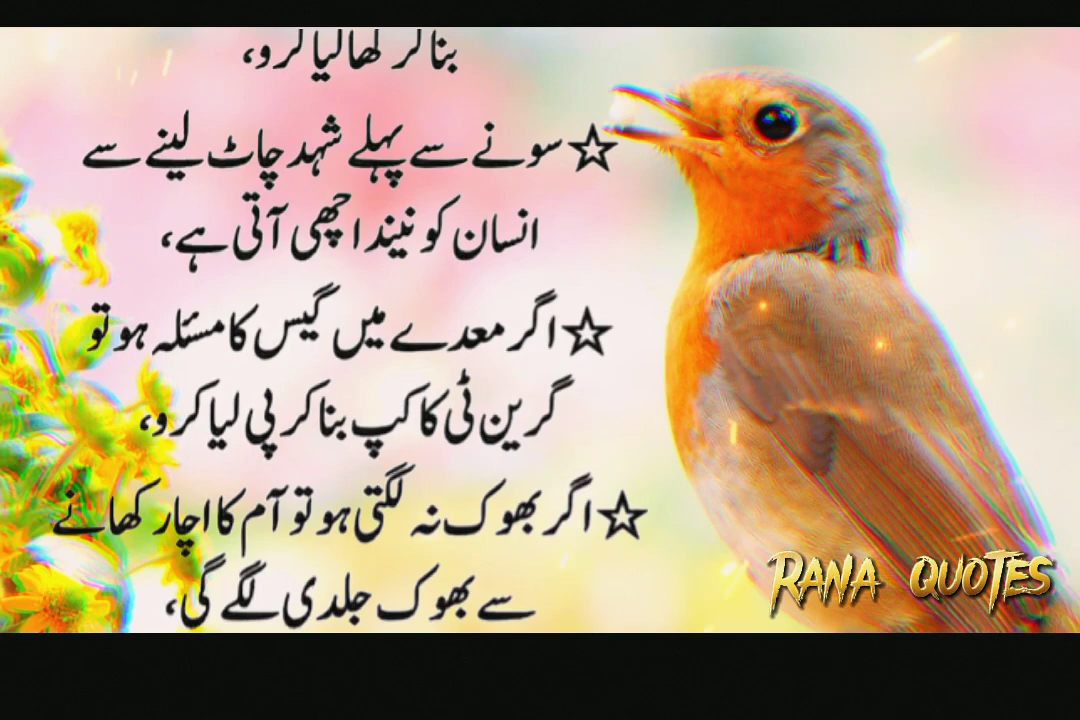 بنا کر کھا لیا کرو،
☆ سونے سے پہلے شہد چاٹ لینے سے
انسان کو نیند اچھی آتی ہے،
☆ اگر معدے میں گیس کا مسئلہ ہو تو
گرین ٹی کا کپ بنا کر پی لیا کرو،
☆ اگر بھوک نہ لگتی ہو تو آم کا اچار کھانے
سے بھوک جلدی لگے گی،
RANA QUOTES